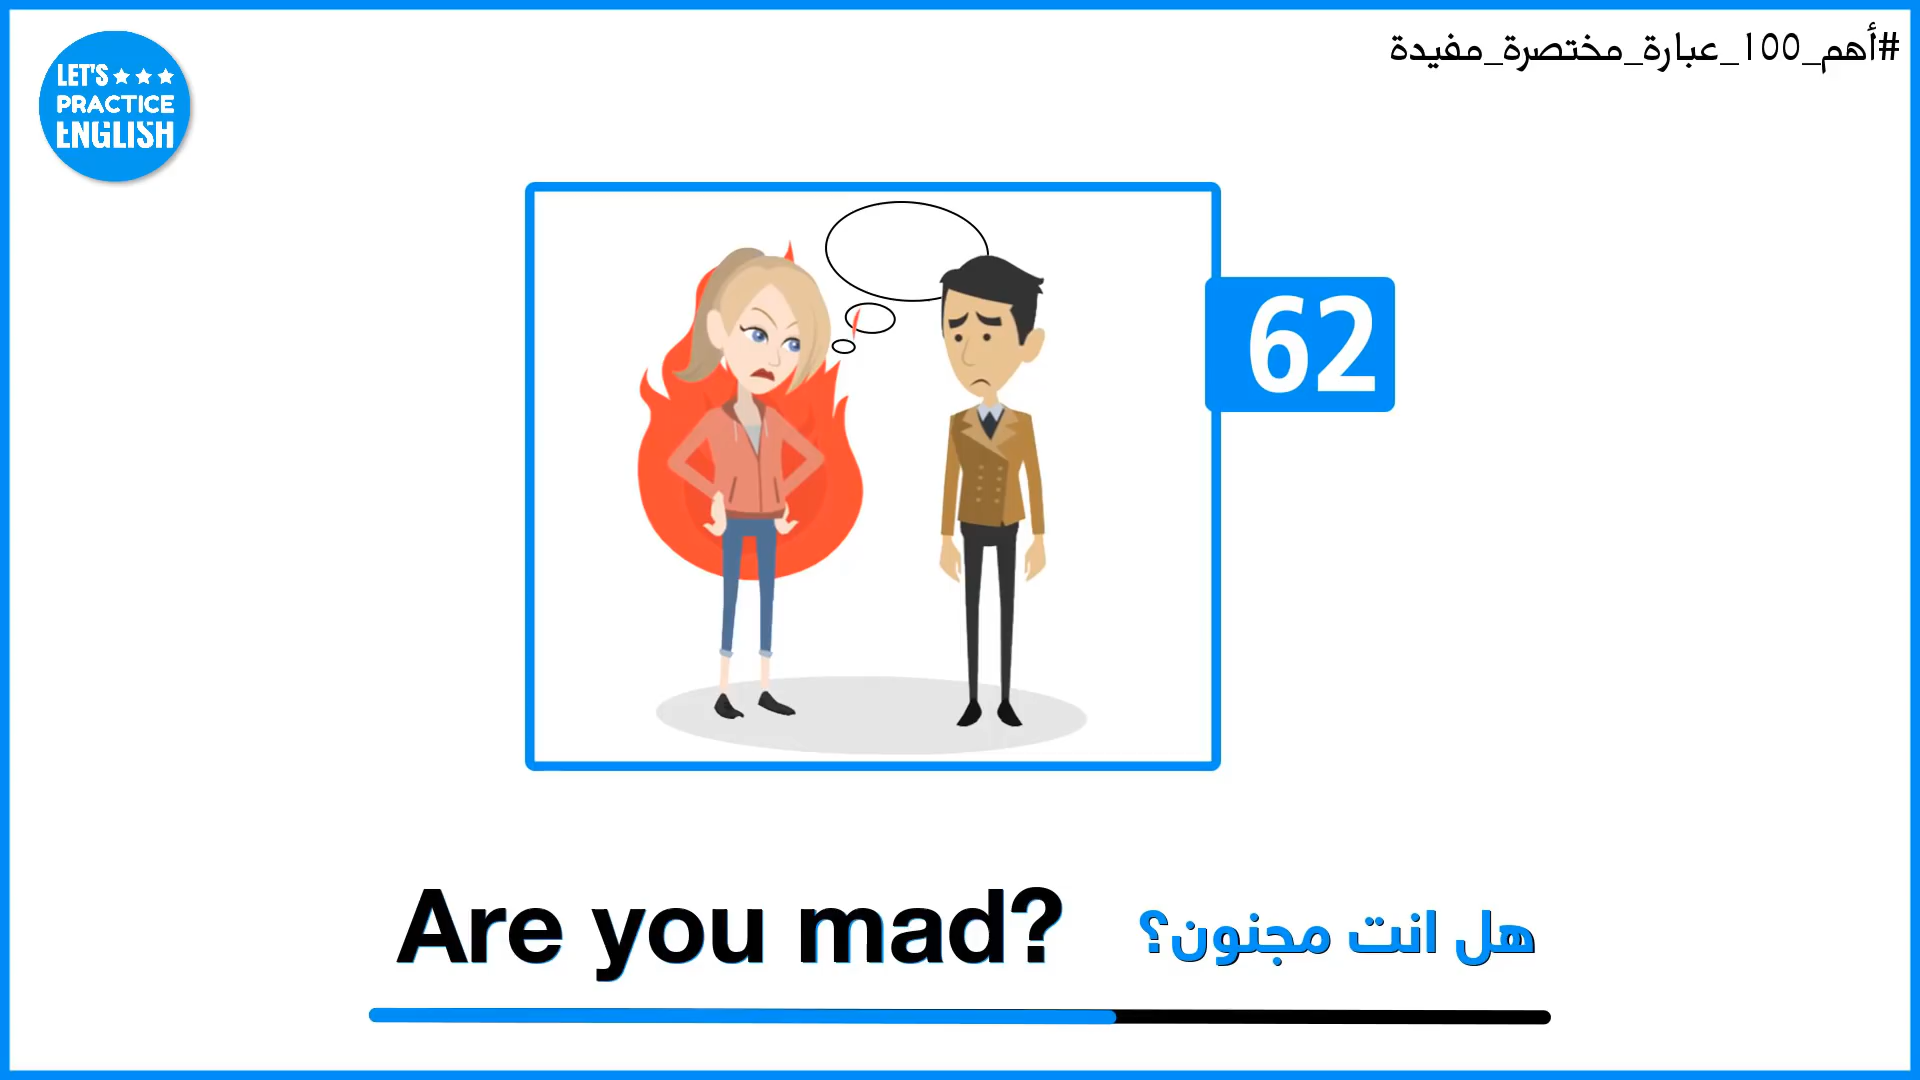 #أهم_100_عبارة_مختصرة_مفيدة
LET'S
PRACTICE
ENGLISH
62
Are you mad?
هل انت مجنون؟